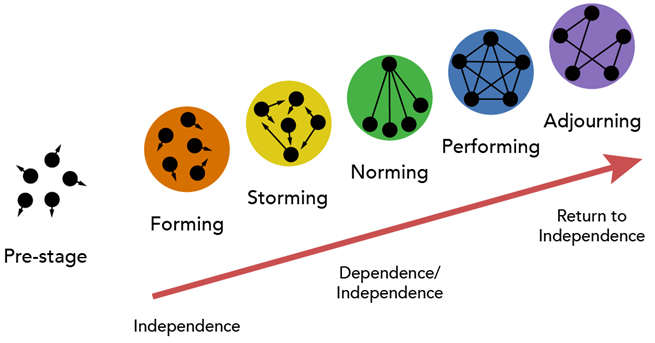 Pre-stage
Forming
Storming
Norming
Performing
Adjourning
Independence
Dependence/
Independence
Return to
Independence